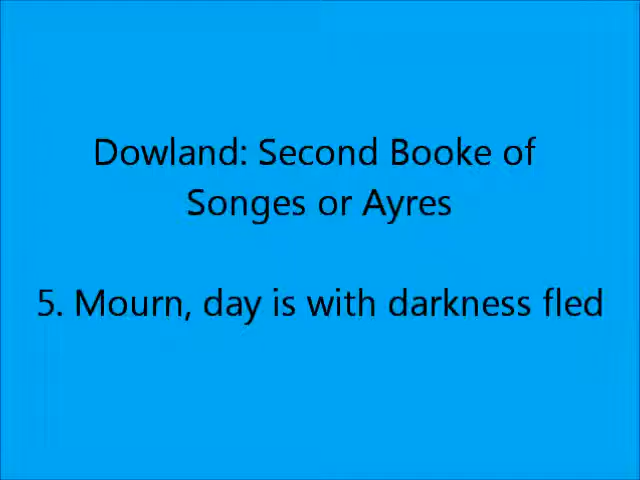 Dowland: Second Booke of
Songes or Ayres
5. Mourn, day is with darkness fled